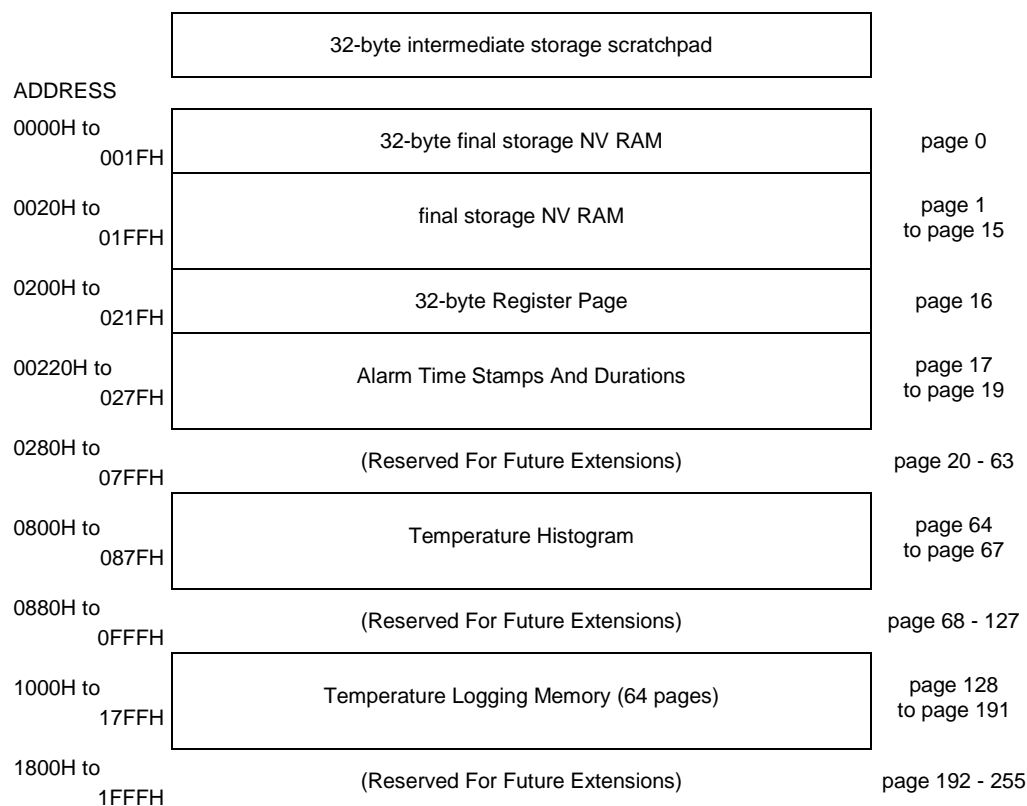 32-byte intermediate storage scratchpad
ADDRESS
0000H to
001FH
32-byte final storage NV RAM
page 0
0020H to
01FFH
final storage NV RAM
page 1
to page 15
0200H to
021FH
32-byte Register Page
page 16
00220H to
027FH
Alarm Time Stamps And Durations
page 17
to page 19
0280H to
07FFH
(Reserved For Future Extensions)
page 20 - 63
0800H to
087FH
Temperature Histogram
page 64
to page 67
0880H to
0FFFH
(Reserved For Future Extensions)
page 68 - 127
1000H to
17FFH
Temperature Logging Memory (64 pages)
page 128
to page 191
1800H to
1FFFH
(Reserved For Future Extensions)
page 192 - 255